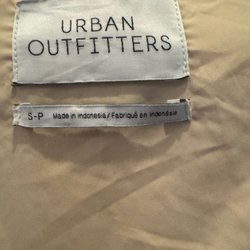 URBAN
OUTFITTERS
S-P Made in Indonesia / Fabriqué en Indonésie